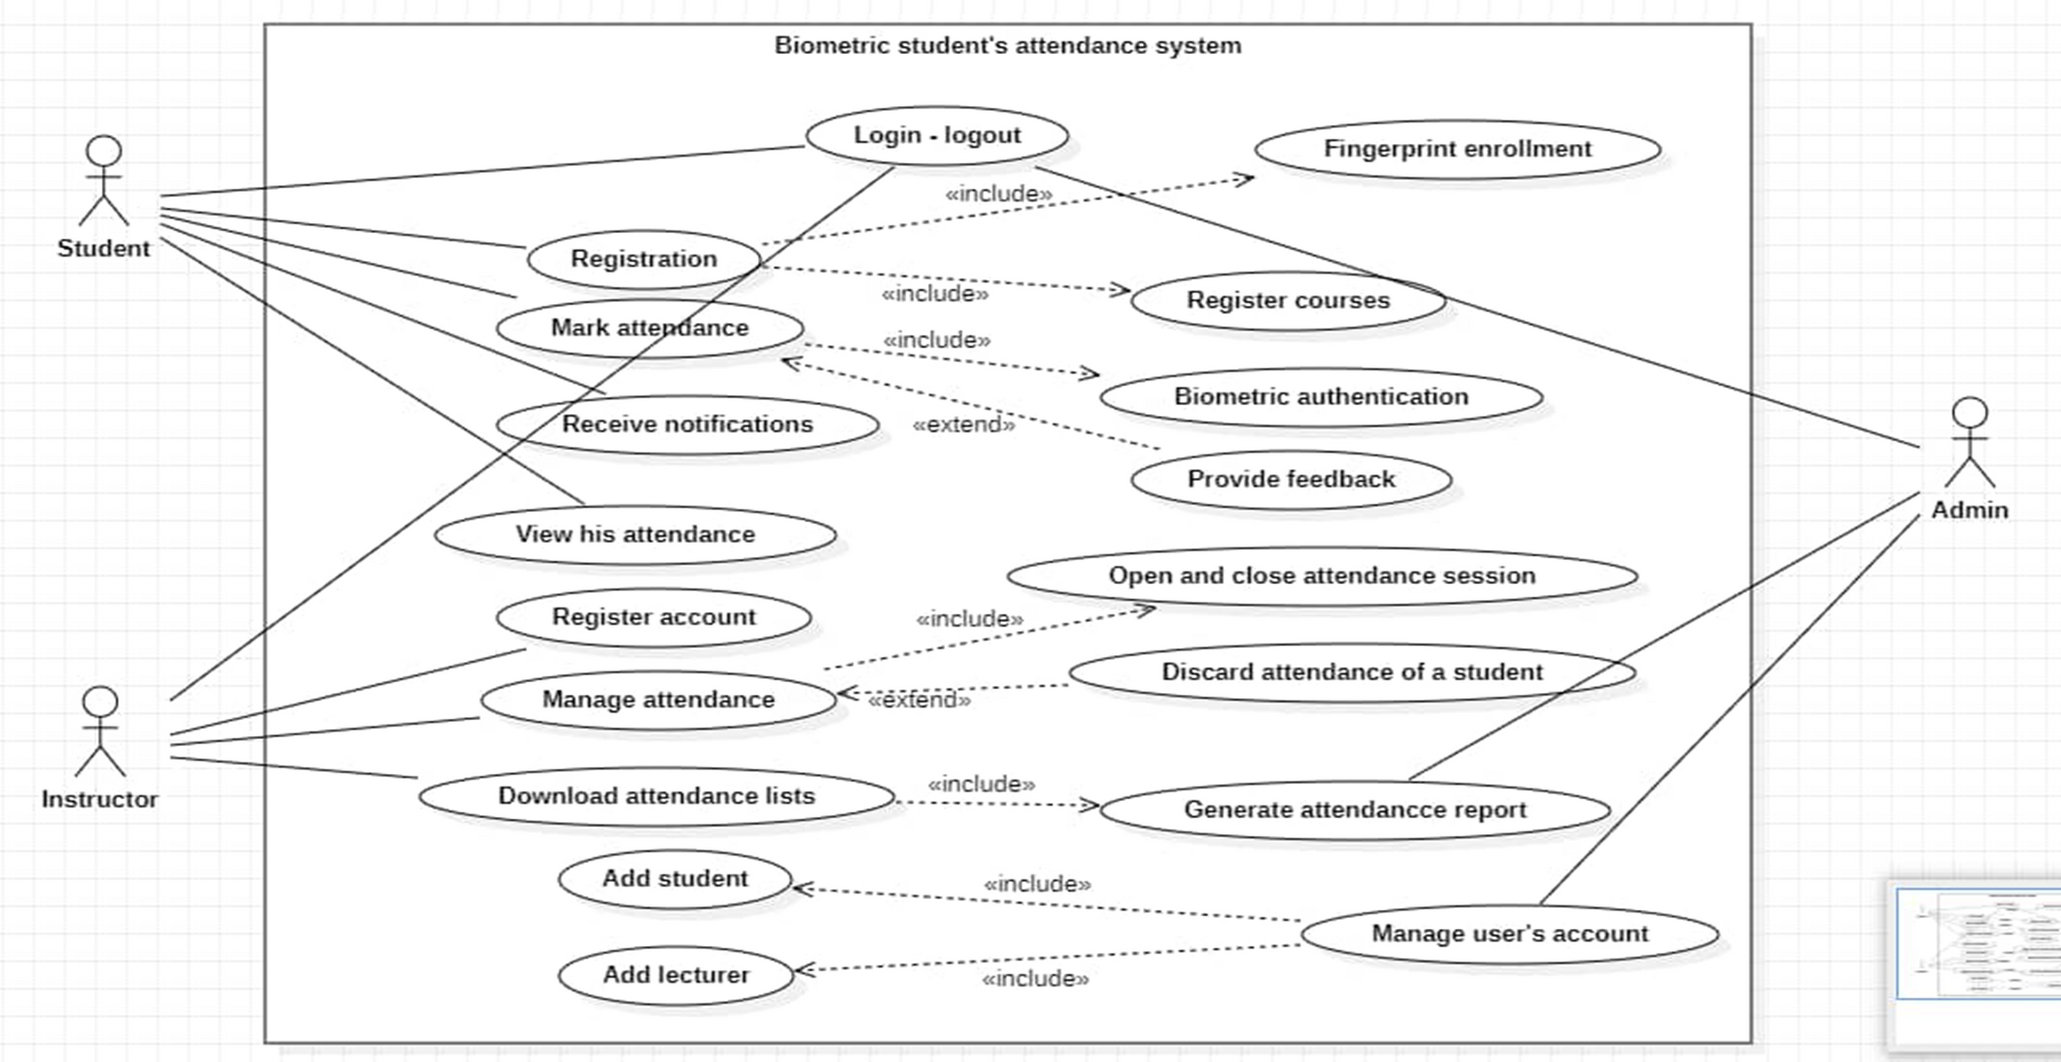 Biometric student's attendance system
Login - logout
Fingerprint enrollment
«include»
Student
Registration
«include»
Register courses
Mark attendance
«include»
Biometric authentication
Receive notifications
«extend»
Provide feedback
Admin
View his attendance
Open and close attendance session
Register account
«include»
Discard attendance of a student
Manage attendance
«extend»
Instructor
Download attendance lists
«include»
Generate attendancce report
Add student
«include»
Manage user's account
Add lecturer
«include»